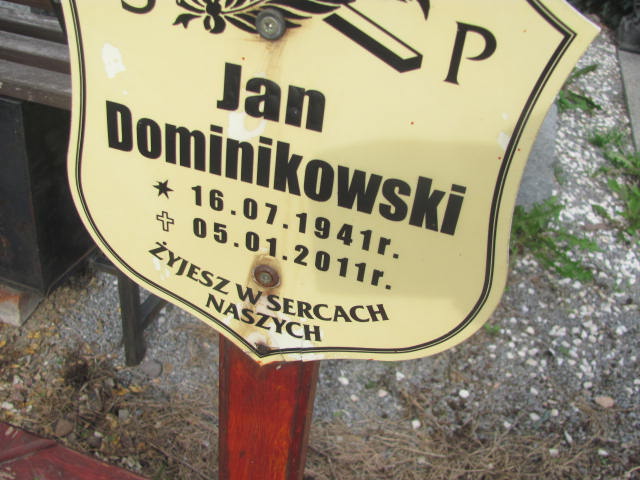 Ś P
Jan
Dominikowski
16.07.1941r.
05.01.2011r.
ŻYJESZ W SERCACH
NASZYCH